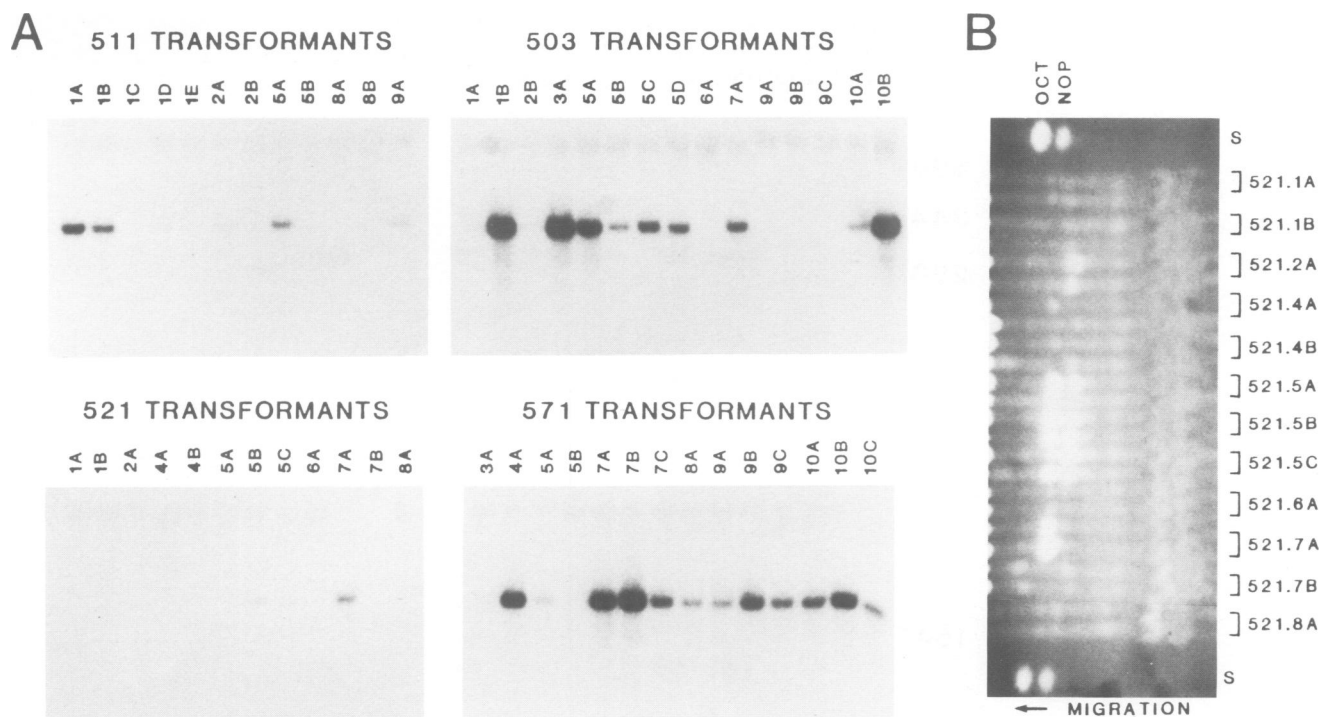 A
511 TRANSFORMANTS
1A 1B 1C 1D 1E 2A 2B 5A 5B 8A 8B 9A
503 TRANSFORMANTS
1A 1B 2B 3A 5A 5B 5C 5D 6A 7A 9A 9B 9C 10A 10B
521 TRANSFORMANTS
1A 1B 2A 4A 4B 5A 5B 5C 6A 7A 7B 8A
571 TRANSFORMANTS
3A 4A 5A 5B 7A 7B 7C 8A 9A 9B 9C 10A 10B 10C
B
OCT
NOP
S
521.1A
521.1B
521.2A
521.4A
521.4B
521.5A
521.5B
521.5C
521.6A
521.7A
521.7B
521.8A
S
← MIGRATION